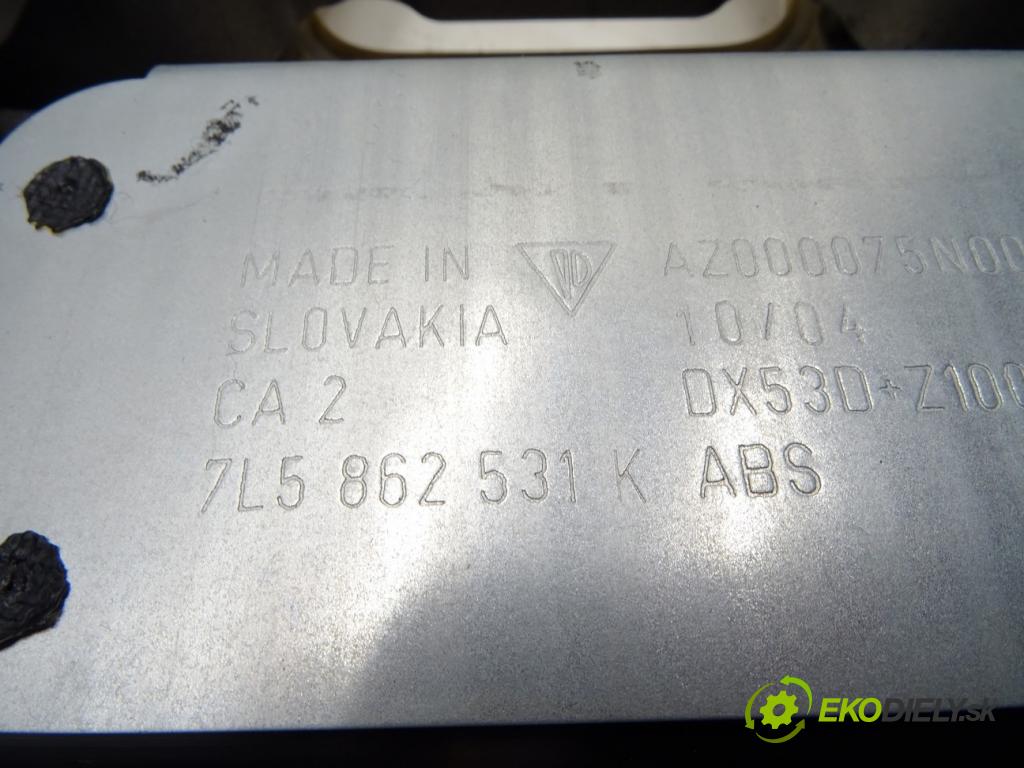 MADE IN AZ000075N00
SLOVAKIA 10/04
CA 2 DX53D+Z100
7L5 862 531 K ABS
EKODIELY.SK